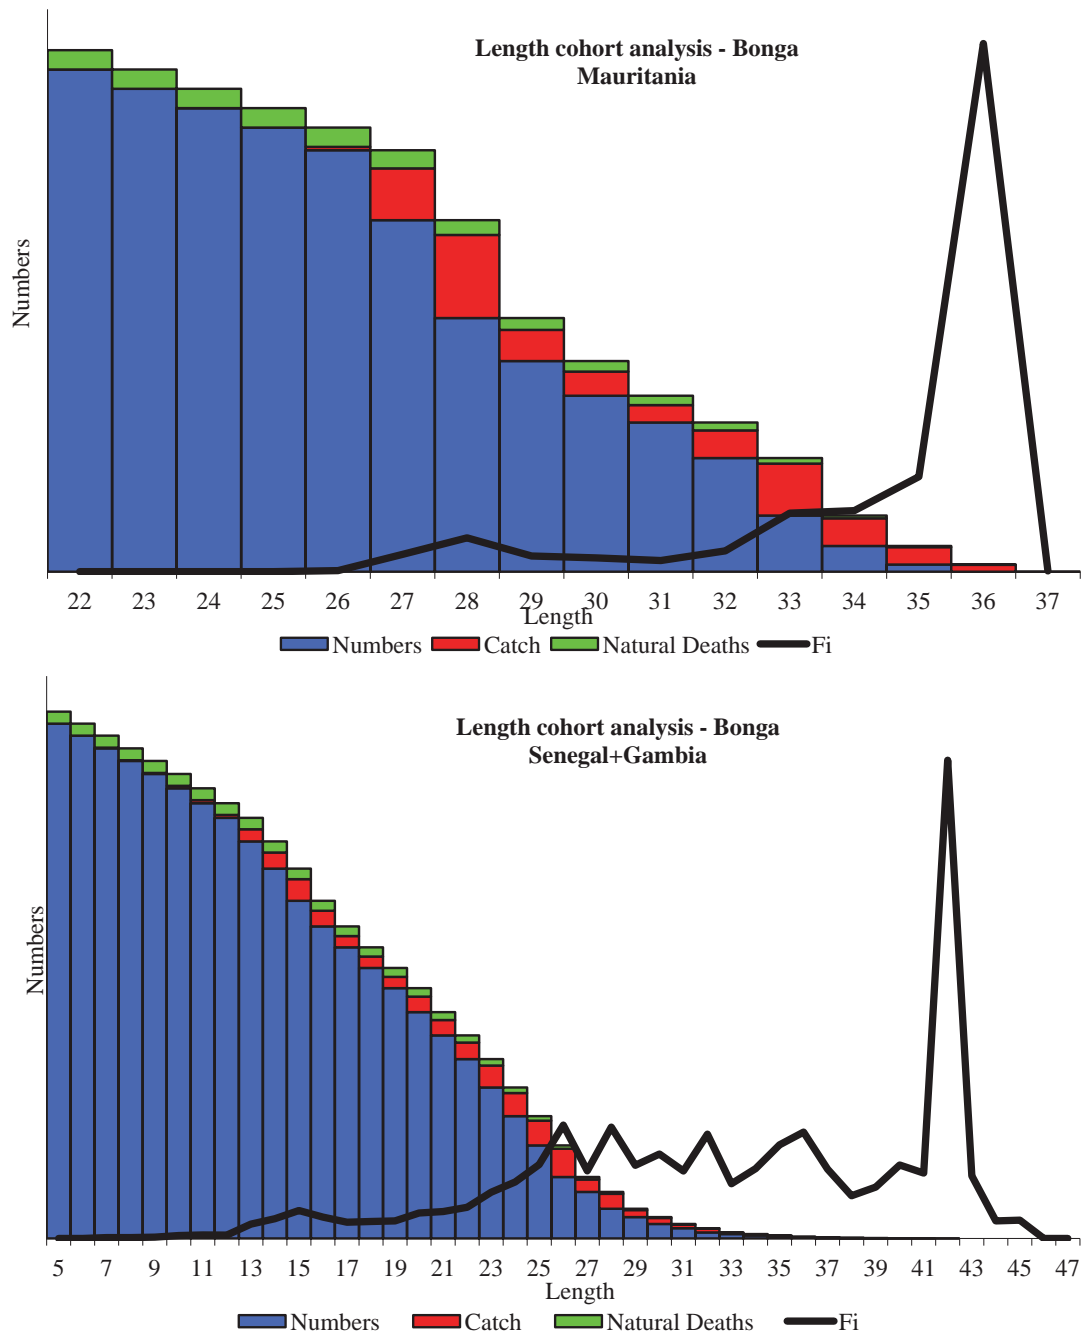 Length cohort analysis - Bonga
Mauritania
Numbers
22 23 24 25 26 27 28 29 30 31 32 33 34 35 36 37
Length
Numbers Catch Natural Deaths Fi
Length cohort analysis - Bonga
Senegal+Gambia
Numbers
5 7 9 11 13 15 17 19 21 23 25 27 29 31 33 35 37 39 41 43 45 47
Length
Numbers Catch Natural Deaths Fi